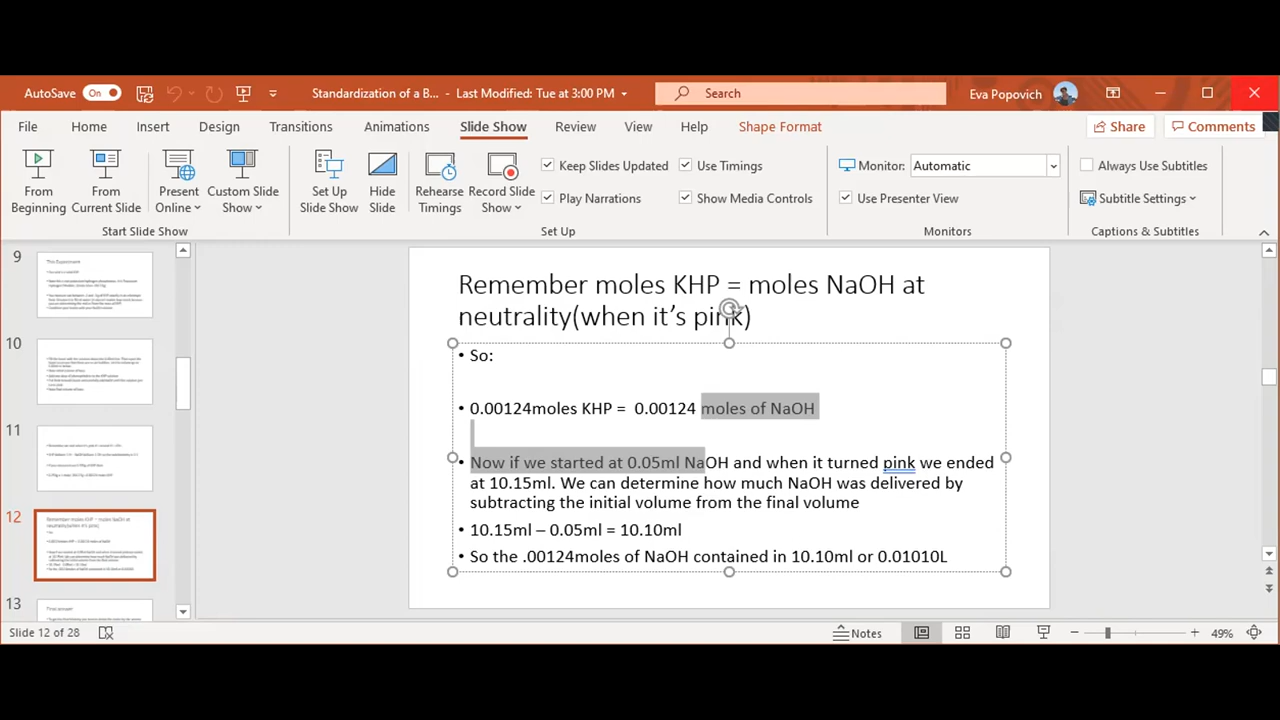 AutoSave On Standardization of a B... - Last Modified: Tue at 3:00 PM Search Eva Popovich
File Home Insert Design Transitions Animations Slide Show Review View Help Shape Format Share Comments
From Beginning
From Current Slide
Present Online
Custom Slide Show
Set Up Slide Show
Hide Slide
Rehearse Timings
Record Slide Show
Keep Slides Updated
Play Narrations
Use Timings
Show Media Controls
Monitor: Automatic
Use Presenter View
Always Use Subtitles
Subtitle Settings
Start Slide Show Set Up Monitors Captions & Subtitles
9
This Experiment
10
11
12
13
Final answer
Remember moles KHP = moles NaOH at
neutrality(when it’s pink)
• So:
• 0.00124moles KHP = 0.00124 moles of NaOH
• Now if we started at 0.05ml NaOH and when it turned pink we ended
at 10.15ml. We can determine how much NaOH was delivered by
subtracting the initial volume from the final volume
• 10.15ml – 0.05ml = 10.10ml
• So the .00124moles of NaOH contained in 10.10ml or 0.01010L
Slide 12 of 28 Notes 49%